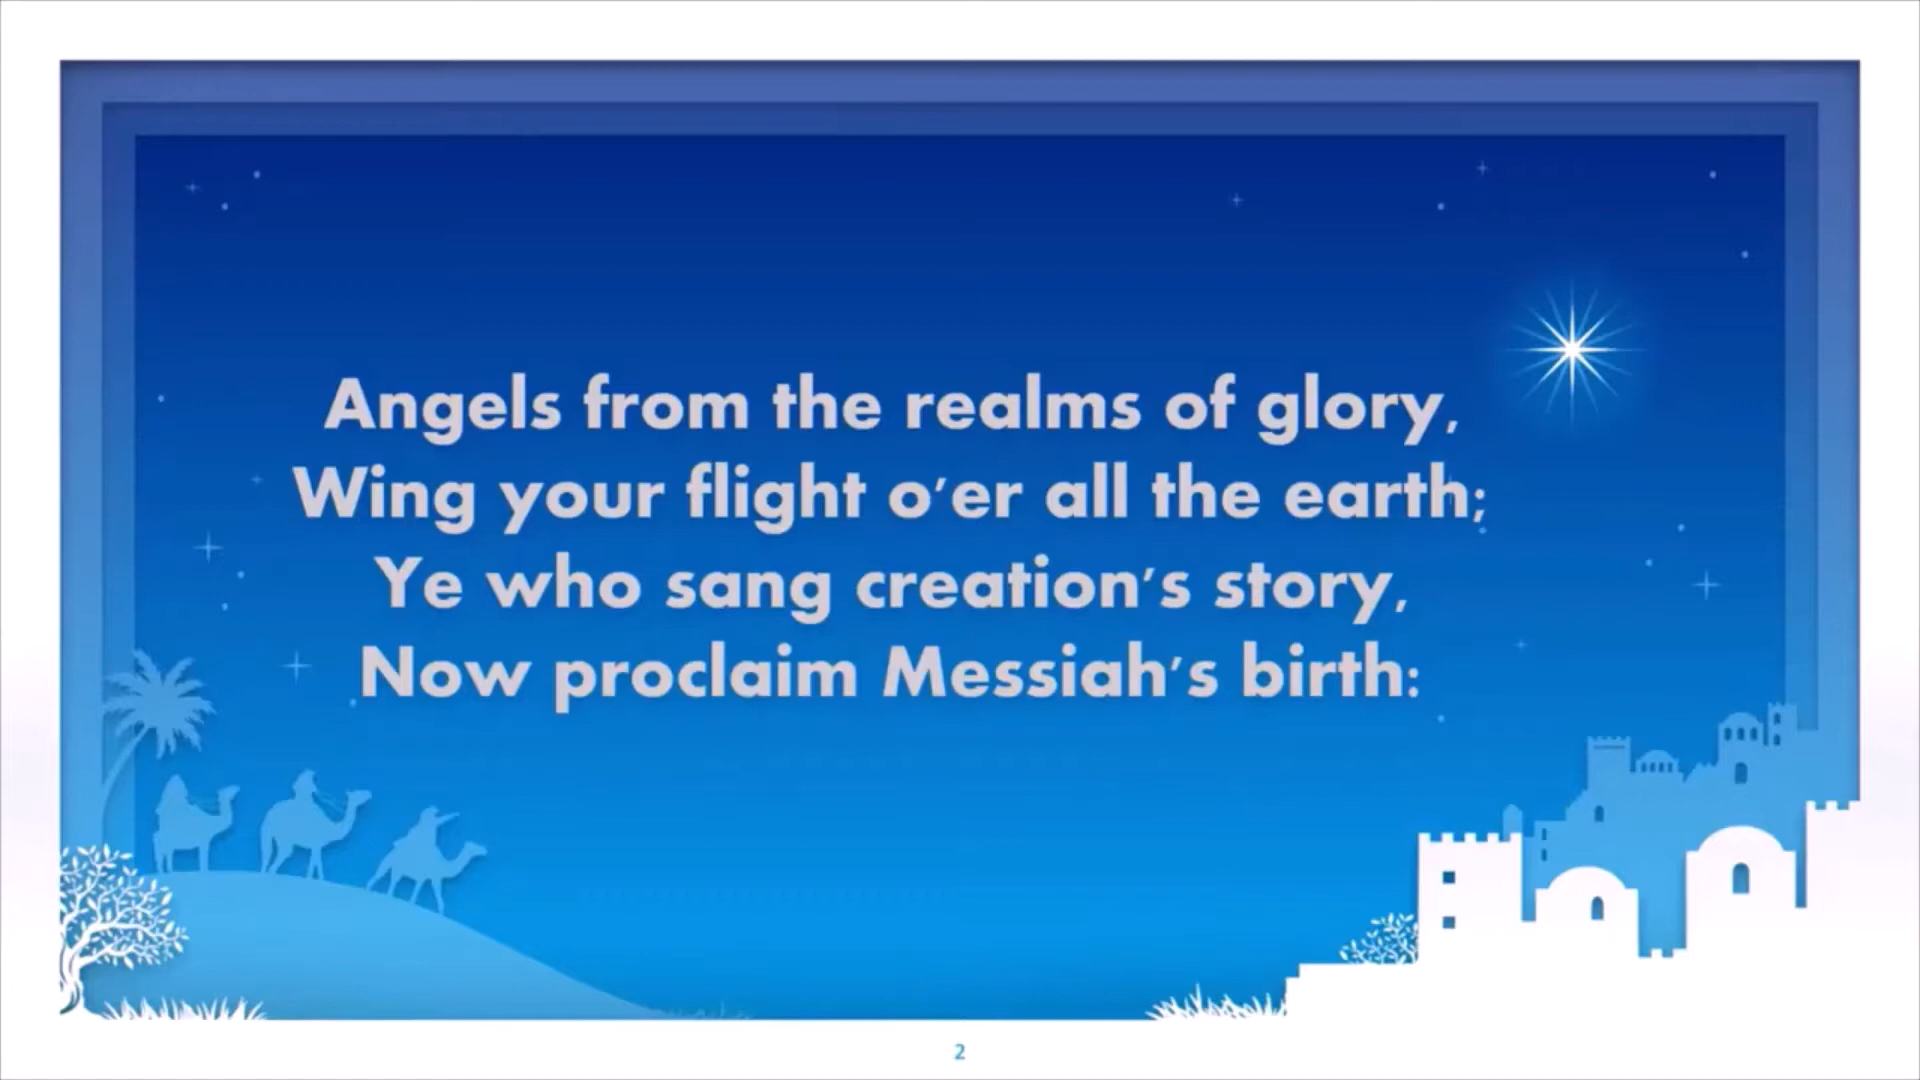 Angels from the realms of glory,
Wing your flight o'er all the earth;
Ye who sang creation's story,
Now proclaim Messiah's birth:
2